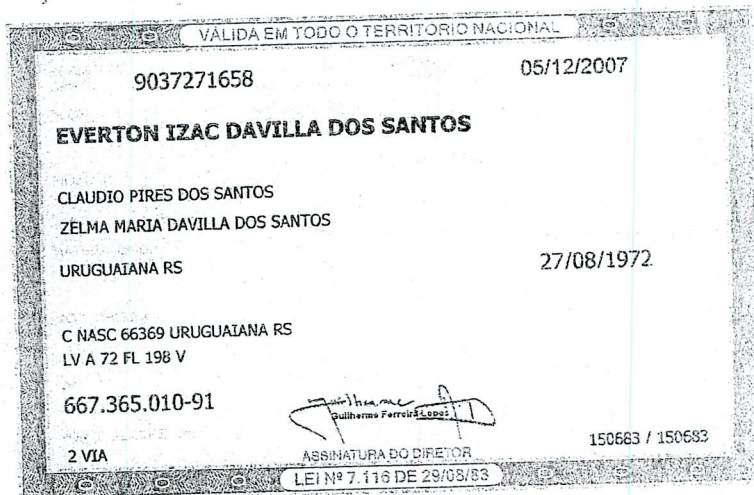 VÁLIDA EM TODO O TERRITORIO NACIONAL
9037271658 05/12/2007
EVERTON IZAC DAVILLA DOS SANTOS
CLAUDIO PIRES DOS SANTOS
ZELMA MARIA DAVILLA DOS SANTOS
URUGUAIANA RS 27/08/1972
C NASC 66369 URUGUAIANA RS
LV A 72 FL 198 V
667.365.010-91
Guilherme Ferreira Lopes
2 VIA ASSINATURA DO DIRETOR 150683 / 150683
LEI Nº 7.116 DE 29/08/83